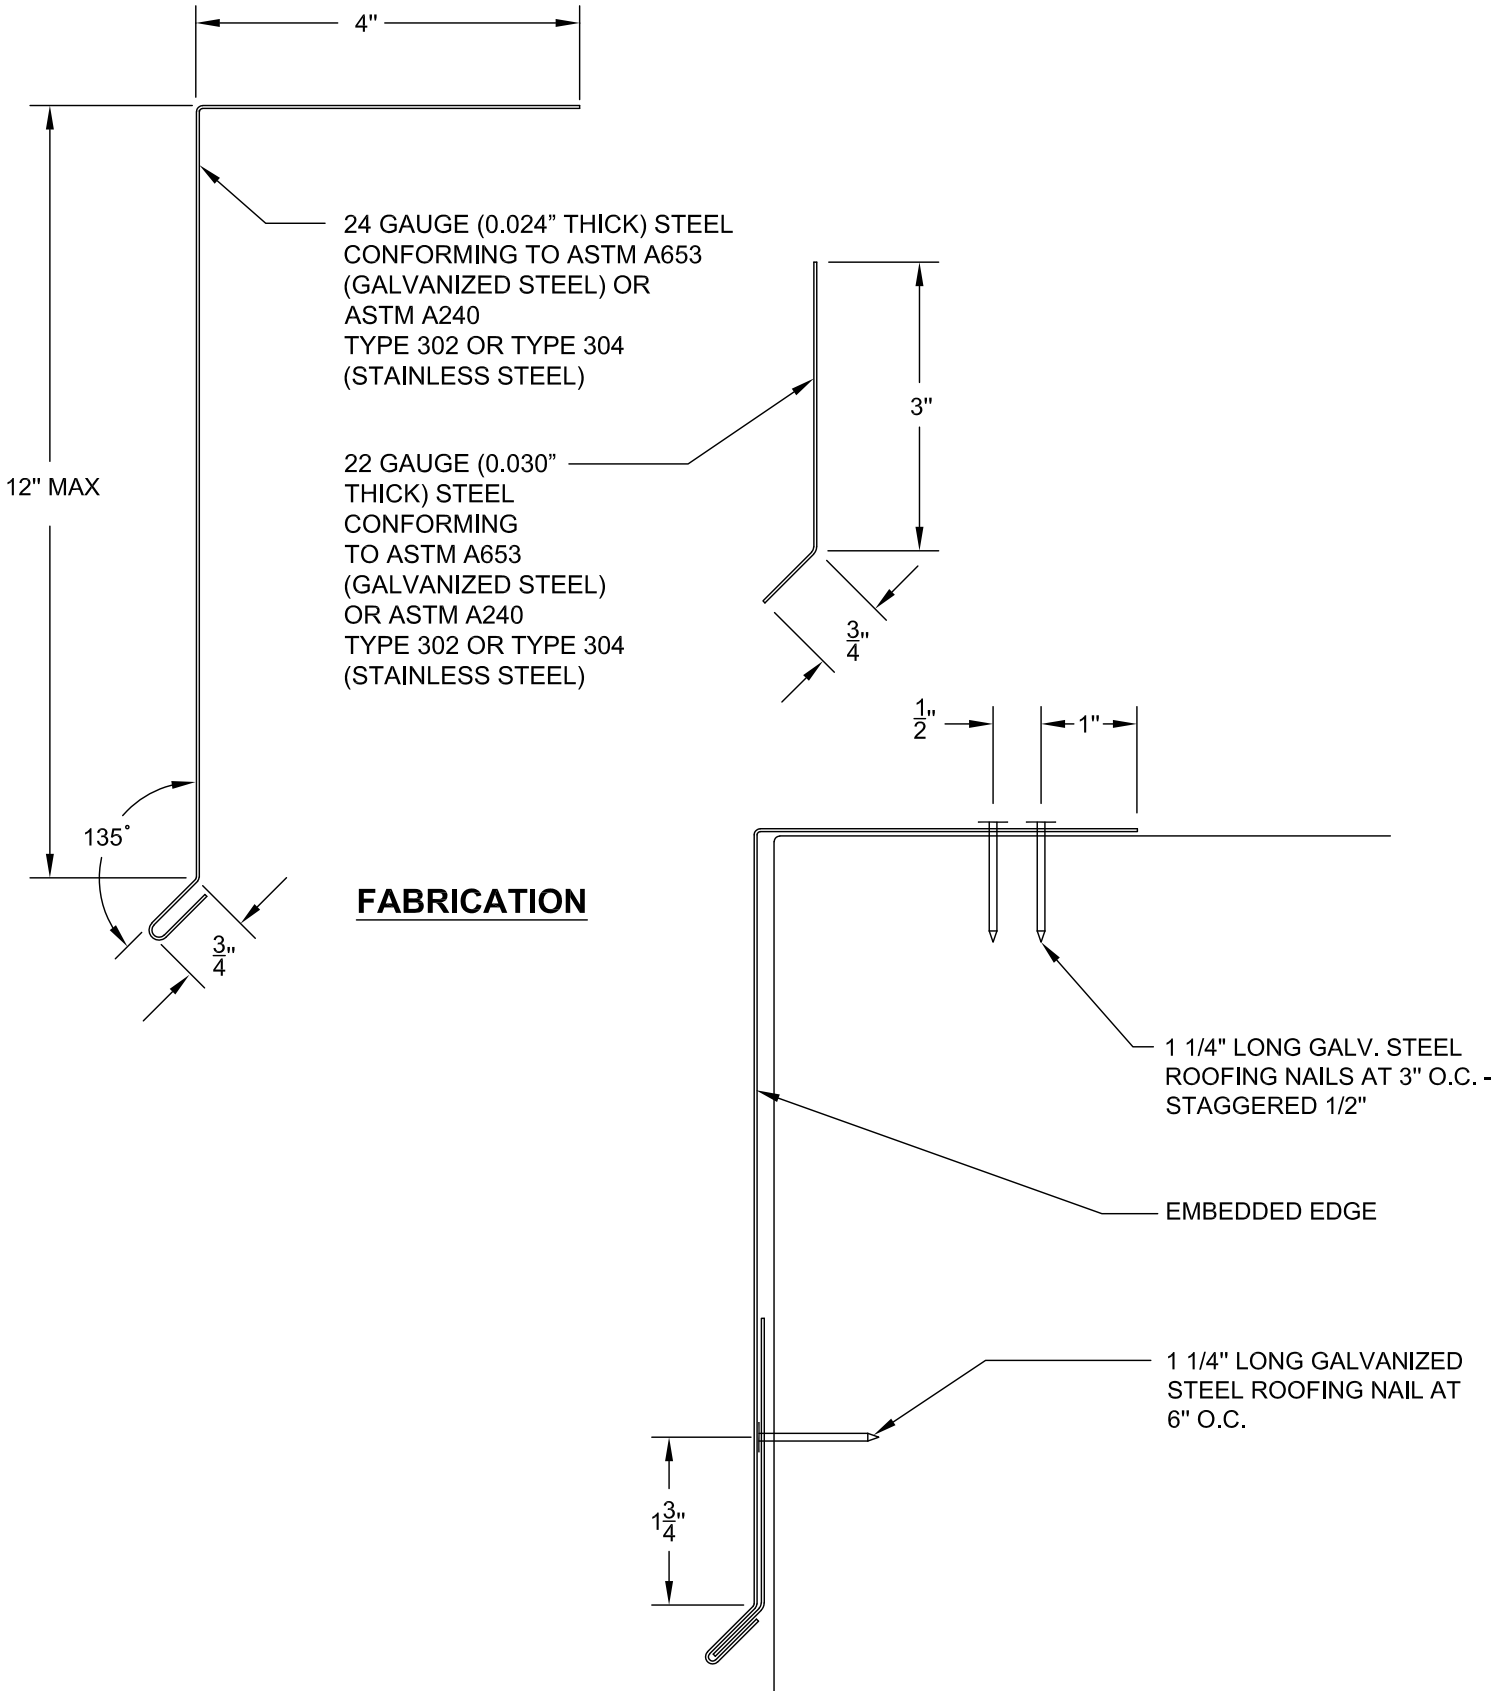 4"
24 GAUGE (0.024” THICK) STEEL
CONFORMING TO ASTM A653
(GALVANIZED STEEL) OR
ASTM A240
TYPE 302 OR TYPE 304
(STAINLESS STEEL)
3"
22 GAUGE (0.030”
THICK) STEEL
CONFORMING
TO ASTM A653
(GALVANIZED STEEL)
OR ASTM A240
TYPE 302 OR TYPE 304
(STAINLESS STEEL)
12" MAX
3/4"
1/2"
1"
135°
FABRICATION
3/4"
1 1/4" LONG GALV. STEEL
ROOFING NAILS AT 3" O.C. -
STAGGERED 1/2"
EMBEDDED EDGE
1 1/4" LONG GALVANIZED
STEEL ROOFING NAIL AT
6" O.C.
1 3/4"